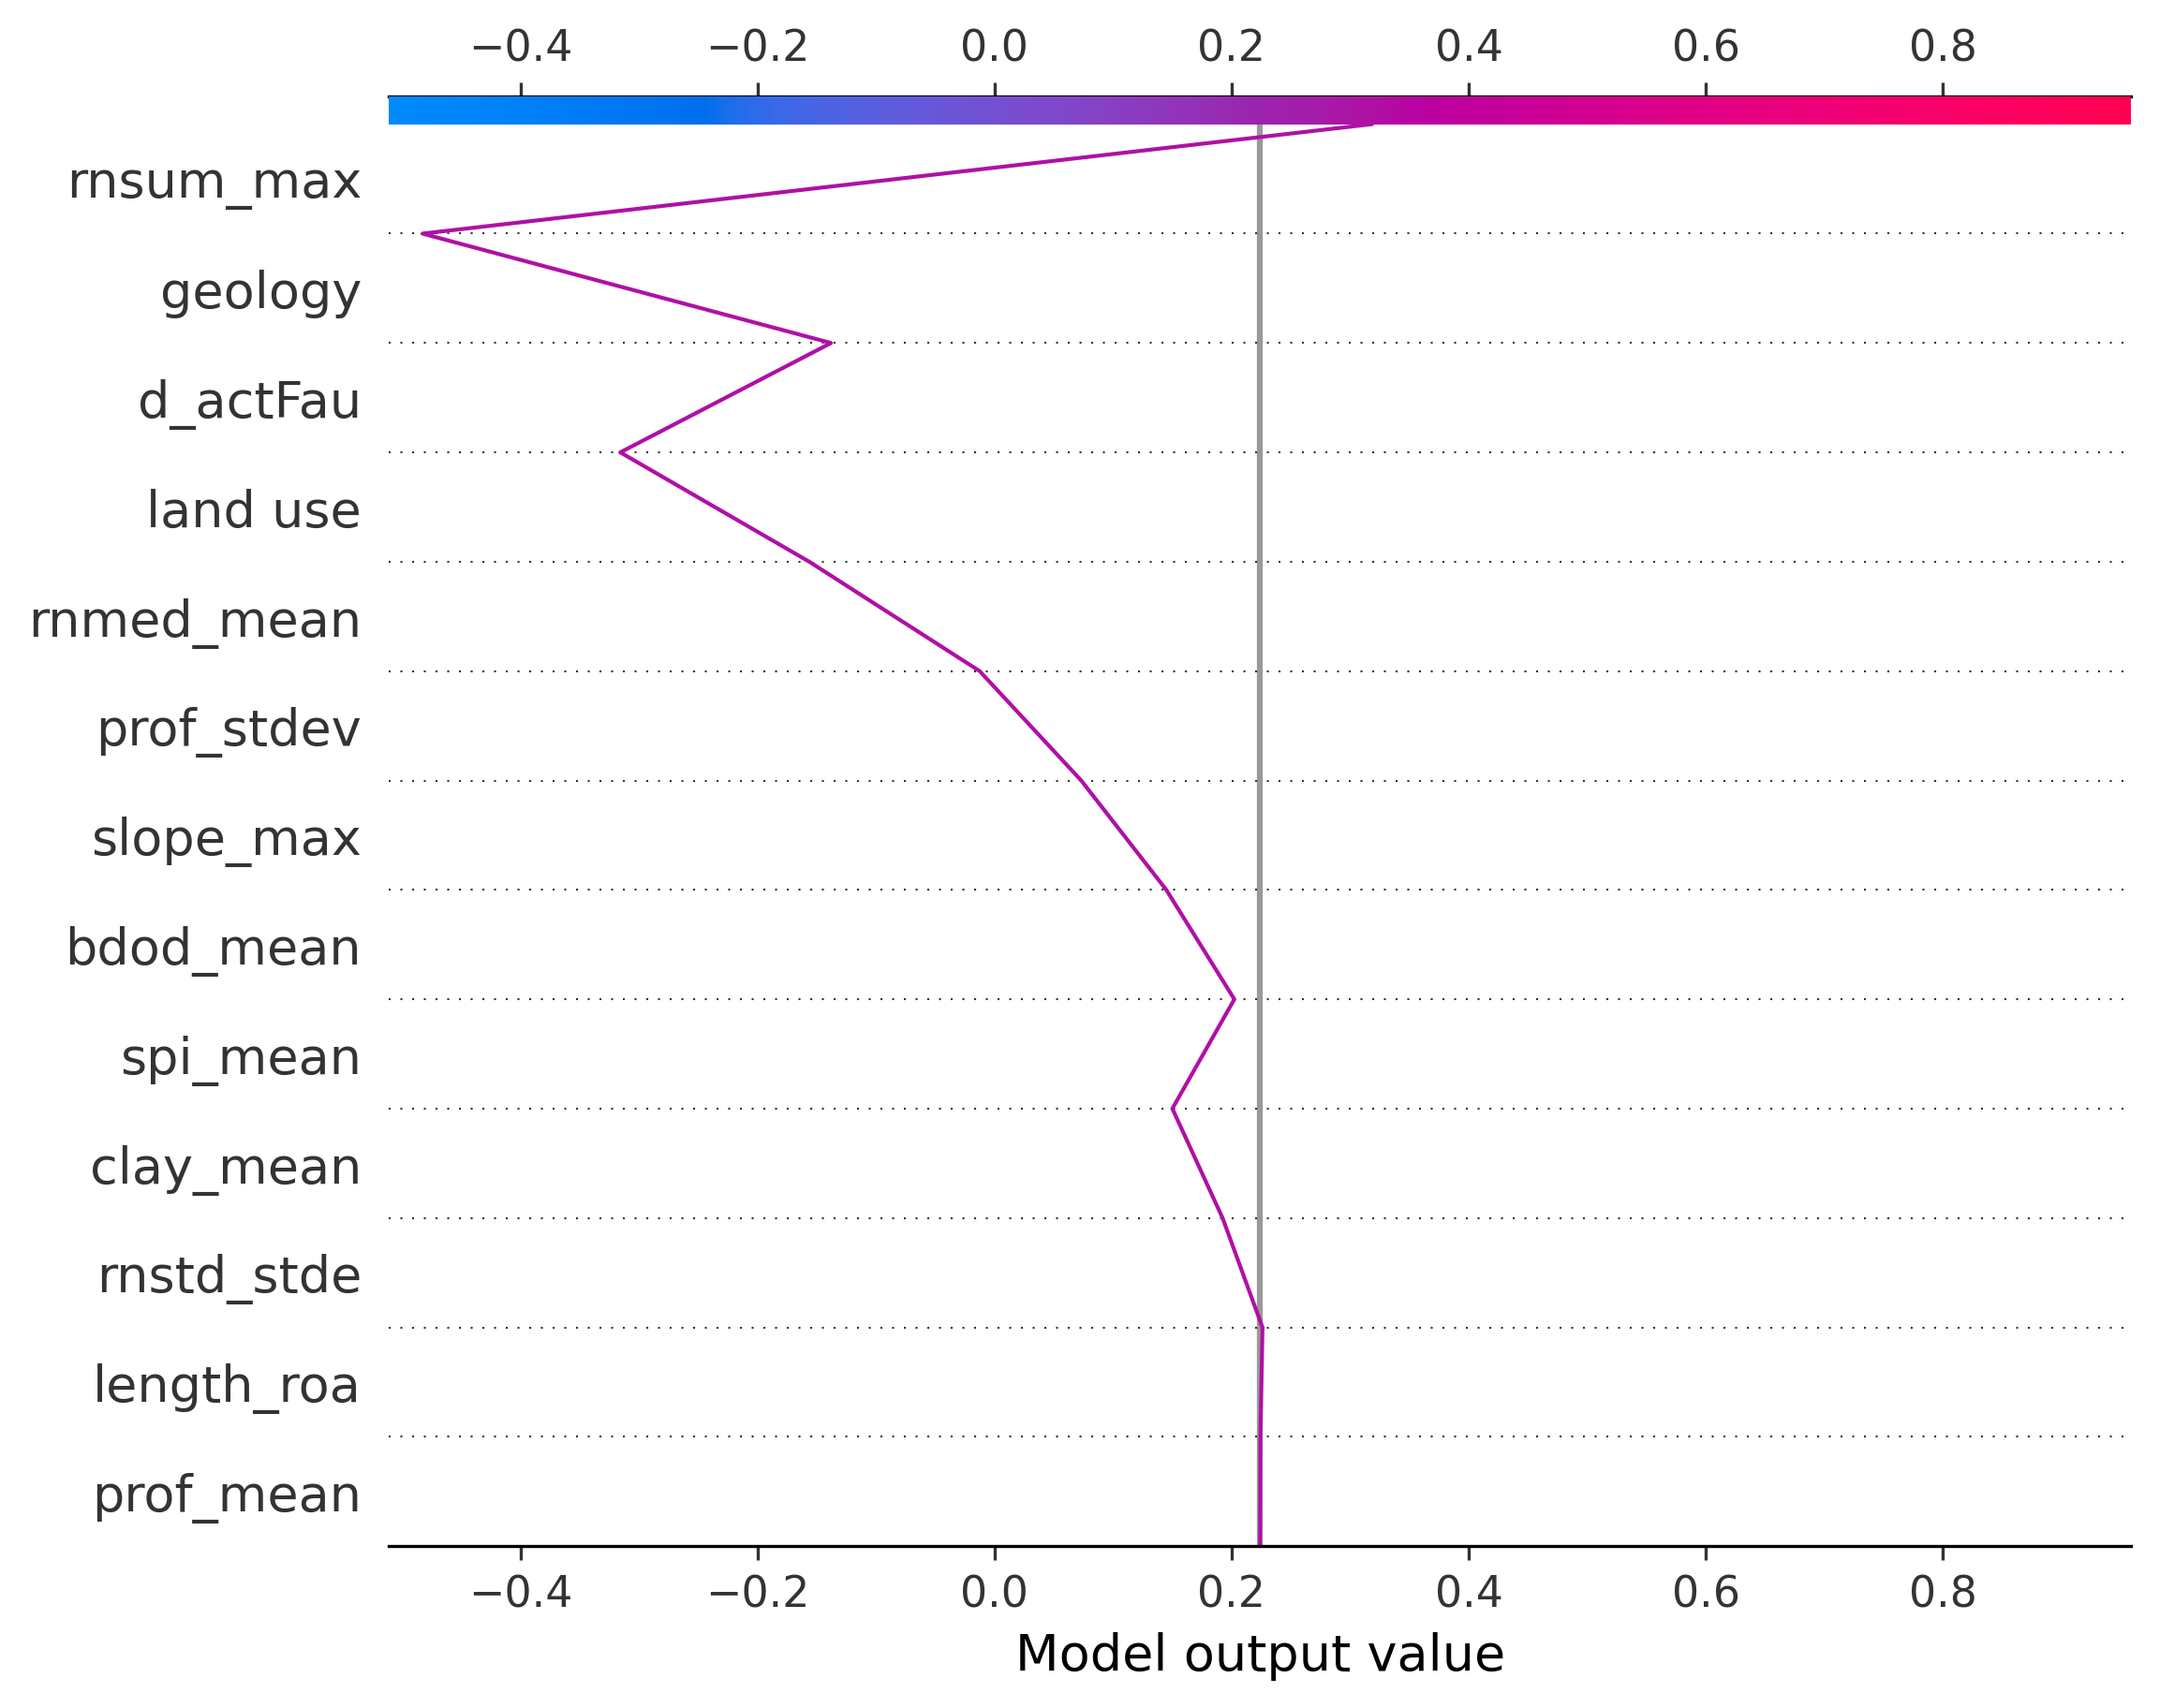 −0.4 −0.2 0.0 0.2 0.4 0.6 0.8
rnsum_max
geology
d_actFau
land use
rnmed_mean
prof_stdev
slope_max
bdod_mean
spi_mean
clay_mean
rnstd_stde
length_roa
prof_mean
−0.4 −0.2 0.0 0.2 0.4 0.6 0.8
Model output value